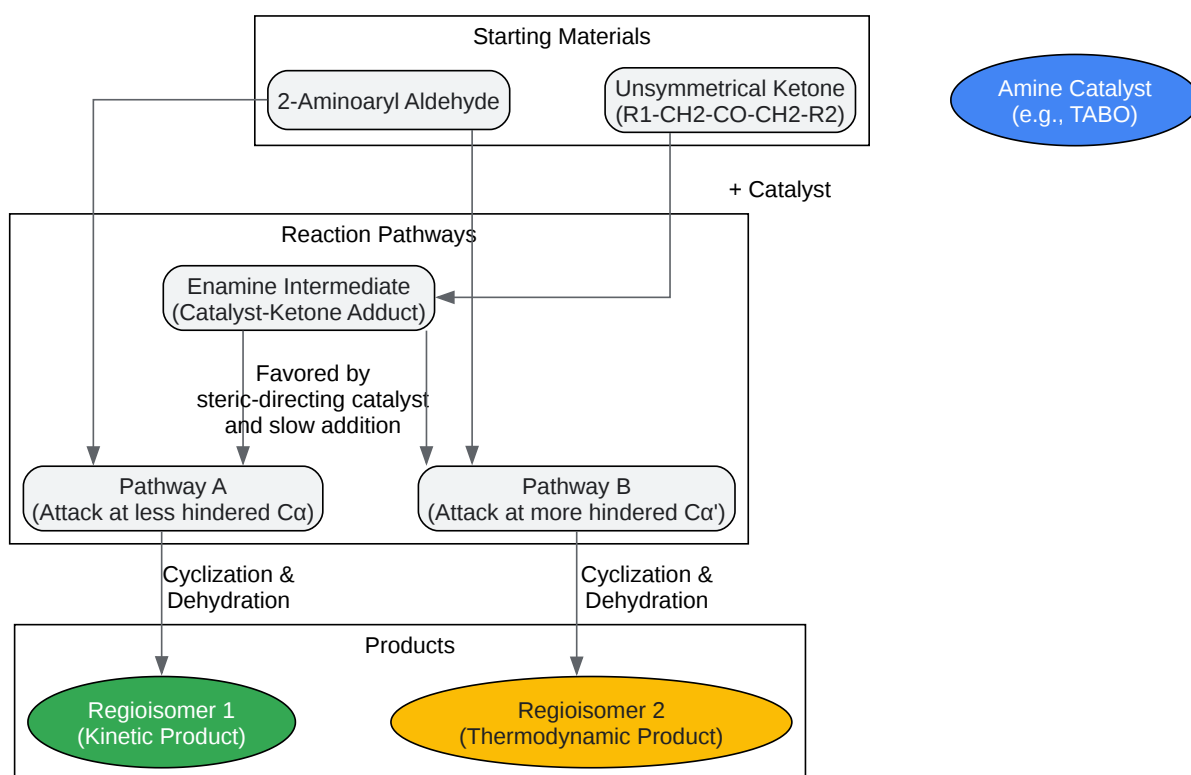 Starting Materials
2-Aminoaryl Aldehyde
Unsymmetrical Ketone
(R1-CH2-CO-CH2-R2)
Amine Catalyst
(e.g., TABO)
+ Catalyst
Reaction Pathways
Enamine Intermediate
(Catalyst-Ketone Adduct)
Favored by
steric-directing catalyst
and slow addition
Pathway A
(Attack at less hindered Cα)
Pathway B
(Attack at more hindered Cα')
Cyclization &
Dehydration
Cyclization &
Dehydration
Products
Regioisomer 1
(Kinetic Product)
Regioisomer 2
(Thermodynamic Product)